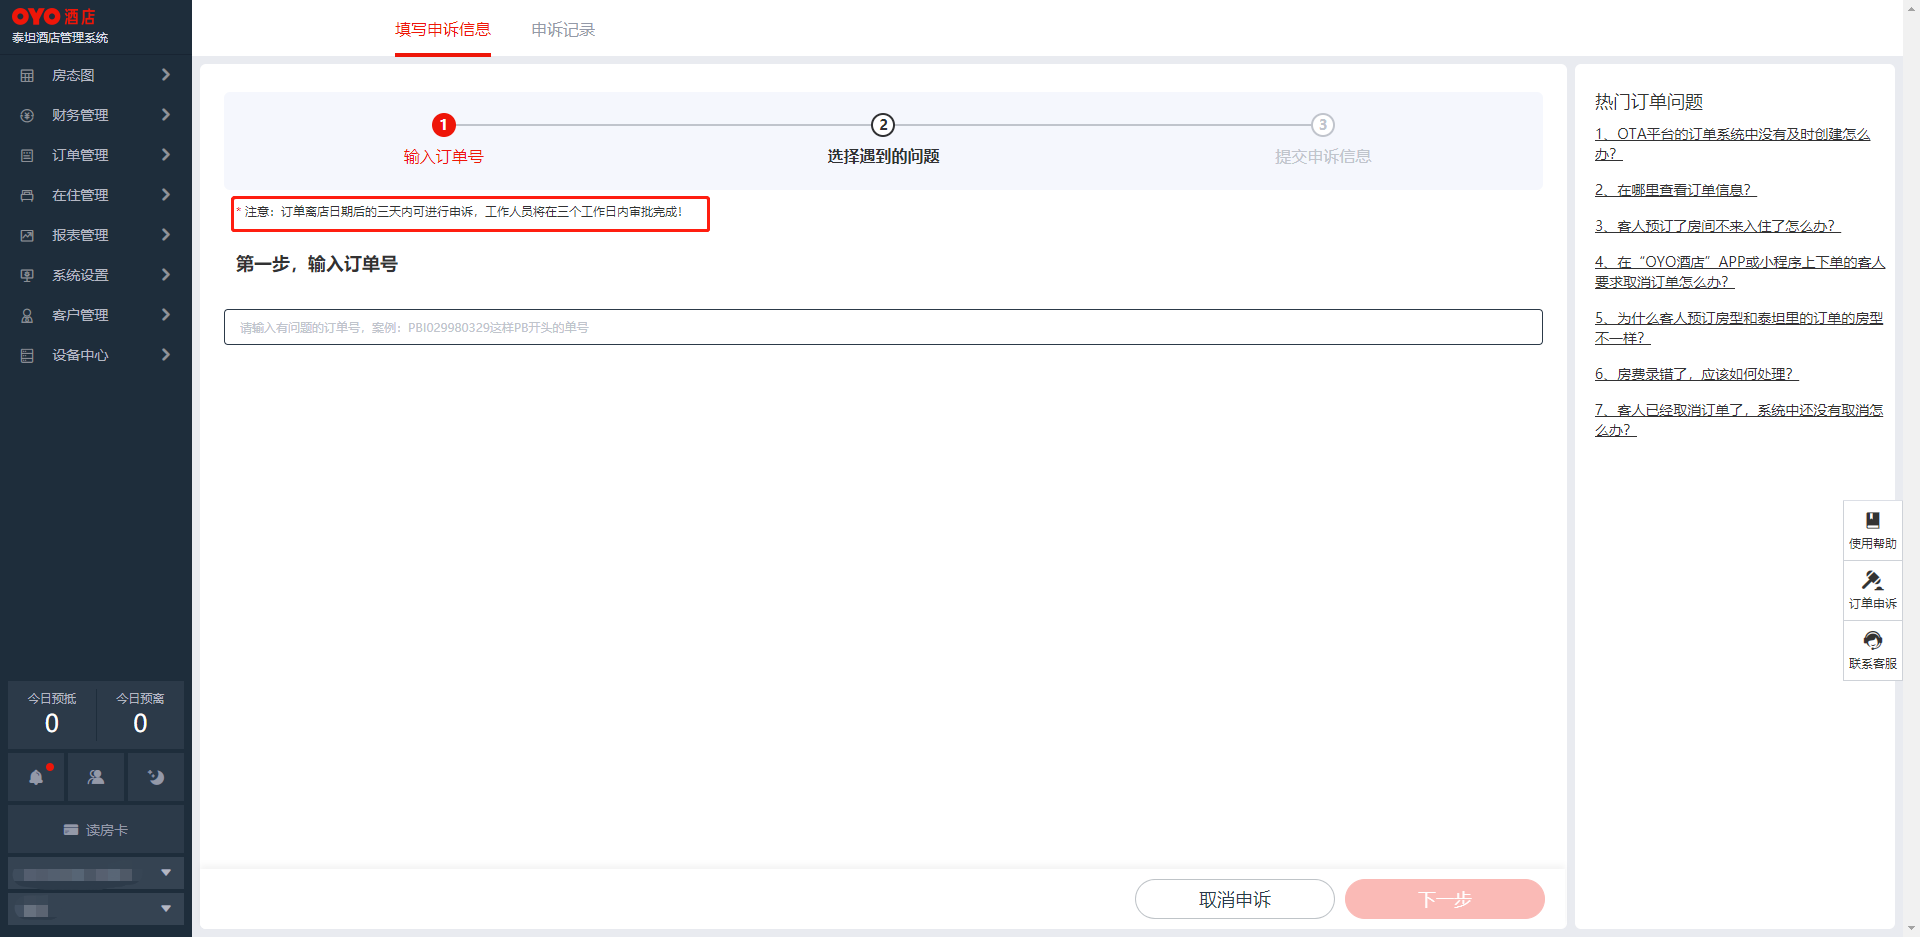 OYO酒店
泰坦酒店管理系统
房态图
财务管理
订单管理
在住管理
报表管理
系统设置
客户管理
设备中心
今日预抵
0
今日预离
0
读房卡
填写申诉信息
申诉记录
1
输入订单号
2
选择遇到的问题
3
提交申诉信息
* 注意：订单离店日期后的三天内可进行申诉，工作人员将在三个工作日内审批完成！
第一步，输入订单号
请输入有问题的订单号，案例：PBI029980329这样PB开头的单号
取消申诉
下一步
热门订单问题
1、OTA平台的订单系统中没有及时创建怎么
办？
2、在哪里查看订单信息？
3、客人预订了房间不来入住了怎么办？
4、在“OYO酒店”APP或小程序上下单的客人
要求取消订单怎么办？
5、为什么客人预订房型和泰坦里的订单的房型
不一样？
6、房费录错了，应该如何处理？
7、客人已经取消订单了，系统中还没有取消怎
么办？
使用帮助
订单申诉
联系客服